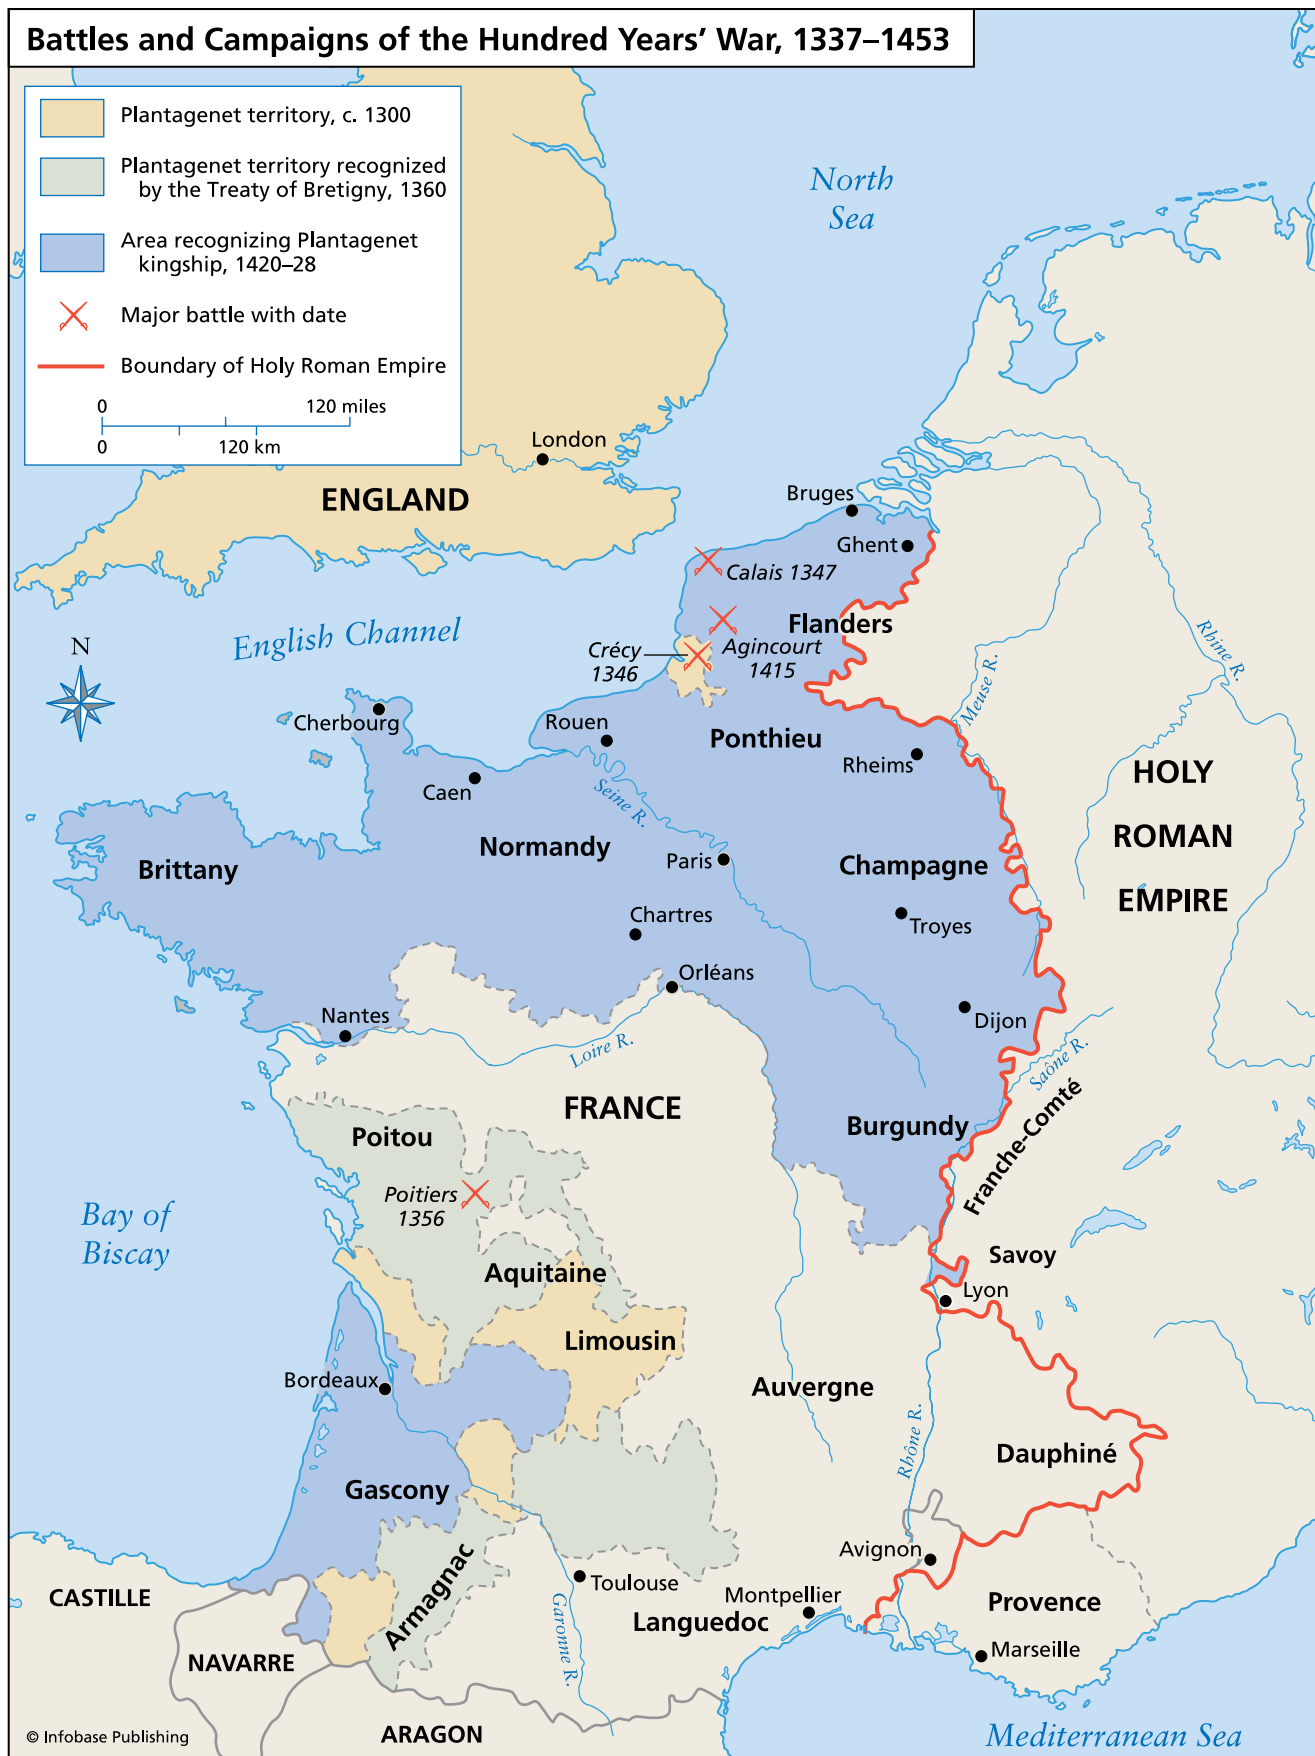 Battles and Campaigns of the Hundred Years’ War, 1337–1453
Plantagenet territory, c. 1300
Plantagenet territory recognized
by the Treaty of Bretigny, 1360
Area recognizing Plantagenet
kingship, 1420–28
Major battle with date
Boundary of Holy Roman Empire
0 120 miles
0 120 km
North
Sea
London
ENGLAND
Bruges
Ghent
Calais 1347
Flanders
English Channel
N
Crécy
1346
Agincourt
1415
Rhine R.
Meuse R.
Cherbourg
Rouen
Ponthieu
Rheims
Caen
Seine R.
HOLY
ROMAN
EMPIRE
Normandy
Paris
Champagne
Brittany
Chartres
Troyes
Orléans
Nantes
Dijon
Loire R.
Saône R.
FRANCE
Burgundy
Franche-Comté
Poitou
Poitiers
1356
Bay of
Biscay
Savoy
Aquitaine
Lyon
Limousin
Bordeaux
Auvergne
Rhône R.
Dauphiné
Gascony
Avignon
Armagnac
Toulouse
Montpellier
CASTILLE
Languedoc
Provence
Garonne R.
NAVARRE
Marseille
ARAGON
Mediterranean Sea
© Infobase Publishing